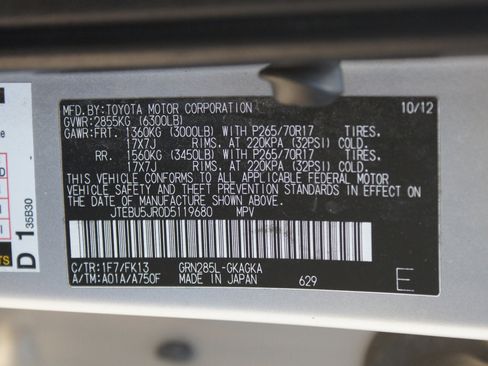 MFD.BY:TOYOTA MOTOR CORPORATION 10/12
GVWR:2855KG (6300LB)
GAWR:FRT. 1360KG (3000LB) WITH P265/70R17 TIRES,
17X7J RIMS, AT 220KPA (32PSI) COLD.
RR. 1560KG (3450LB) WITH P265/70R17 TIRES,
17X7J RIMS, AT 220KPA (32PSI) COLD.
THIS VEHICLE CONFORMS TO ALL APPLICABLE FEDERAL MOTOR
VEHICLE SAFETY AND THEFT PREVENTION STANDARDS IN EFFECT
ON THE DATE OF MANUFACTURE SHOWN ABOVE.
JTEBU5JR0D5119680 MPV
C/TR:1F7/FK13 GRN285L-GKAGKA
A/TM:A01A/A750F MADE IN JAPAN 629 E
D 1 35B30